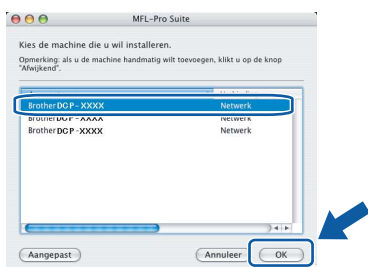 MFL-Pro Suite
Kies de machine die u wil installeren.
Opmerking: als u de machine handmatig wilt toevoegen, klikt u op de knop
"Afwijkend".
Brother DCP-XXXX Netwerk
Brother DCP-XXXX Netwerk
Brother DCP-XXXX Netwerk
Aangepast Annuleer OK